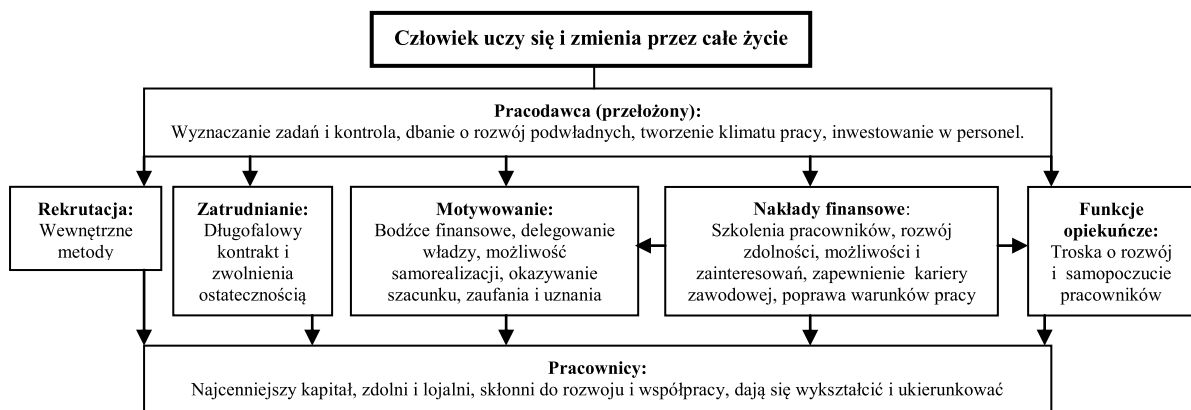 Człowiek uczy się i zmienia przez całe życie
Pracodawca (przełożony):
Wyznaczanie zadań i kontrola, dbanie o rozwój podwładnych, tworzenie klimatu pracy, inwestowanie w personel.
Rekrutacja:
Wewnętrzne
metody
Zatrudnianie:
Długofalowy
kontrakt i
zwolnienia
ostatecznością
Motywowanie:
Bodźce finansowe, delegowanie
władzy, możliwość
samorealizacji, okazywanie
szacunku, zaufania i uznania
Nakłady finansowe:
Szkolenia pracowników, rozwój
zdolności, możliwości i
zainteresowań, zapewnienie kariery
zawodowej, poprawa warunków pracy
Funkcje
opiekuńcze:
Troska o rozwój
i samopoczucie
pracowników
Pracownicy:
Najcenniejszy kapitał, zdolni i lojalni, skłonni do rozwoju i współpracy, dają się wykształcić i ukierunkować